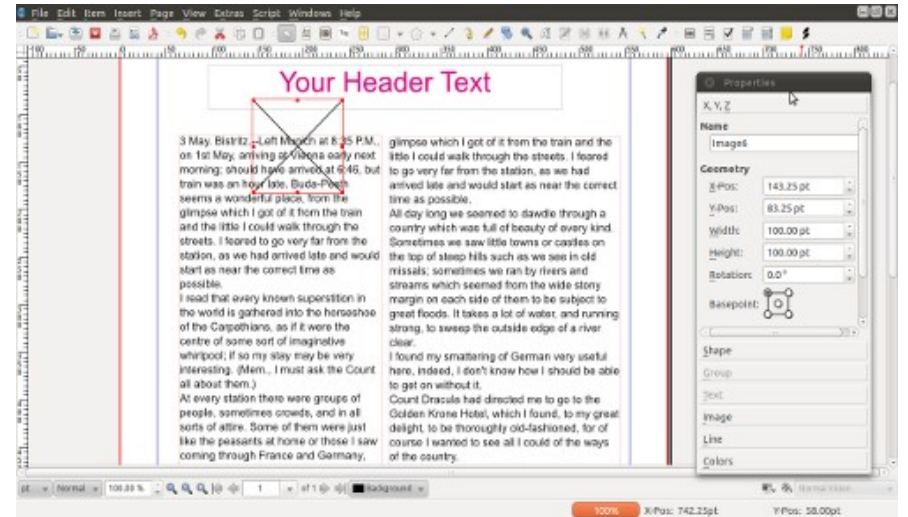 File Edit Item Insert Page View Extras Script Windows Help
Your Header Text
3 May. Bistritz.--Left Munich at 8:35 P.M.,
on 1st May, arriving at Vienna early next
morning; should have arrived at 6:46, but
train was an hour late. Buda-Pesth
seems a wonderful place, from the
glimpse which I got of it from the train
and the little I could walk through the
streets. I feared to go very far from the
station, as we had arrived late and would
start as near the correct time as
possible.
I read that every known superstition in
the world is gathered into the horseshoe
of the Carpathians, as if it were the
centre of some sort of imaginative
whirlpool; if so my stay may be very
interesting. (Mem., I must ask the Count
all about them.)
At every station there were groups of
people, sometimes crowds, and in all
sorts of attire. Some of them were just
like the peasants at home or those I saw
coming through France and Germany,
glimpse which I got of it from the train and the
little I could walk through the streets. I feared
to go very far from the station, as we had
arrived late and would start as near the correct
time as possible.
All day long we seemed to dawdle through a
country which was full of beauty of every kind.
Sometimes we saw little towns or castles on
the top of steep hills such as we see in old
missals; sometimes we ran by rivers and
streams which seemed from the wide stony
margin on each side of them to be subject to
great floods. It takes a lot of water, and running
strong, to sweep the outside edge of a river
clear.
I found my smattering of German very useful
here, indeed, I don't know how I should be able
to get on without it.
Count Dracula had directed me to go to the
Golden Krone Hotel, which I found, to my great
delight, to be thoroughly old-fashioned, for of
course I wanted to see all I could of the ways
of the country.
Properties
X, Y, Z
Name
Image6
Geometry
X-Pos: 143.25 pt
Y-Pos: 83.25 pt
Width: 100.00 pt
Height: 100.00 pt
Rotation: 0.0°
Basepoint:
Shape
Group
Text
Image
Line
Colors
pt Normal 100.00 % 1 of 1 Background Normal Vision
100% X-Pos: 742.25pt Y-Pos: 58.00pt